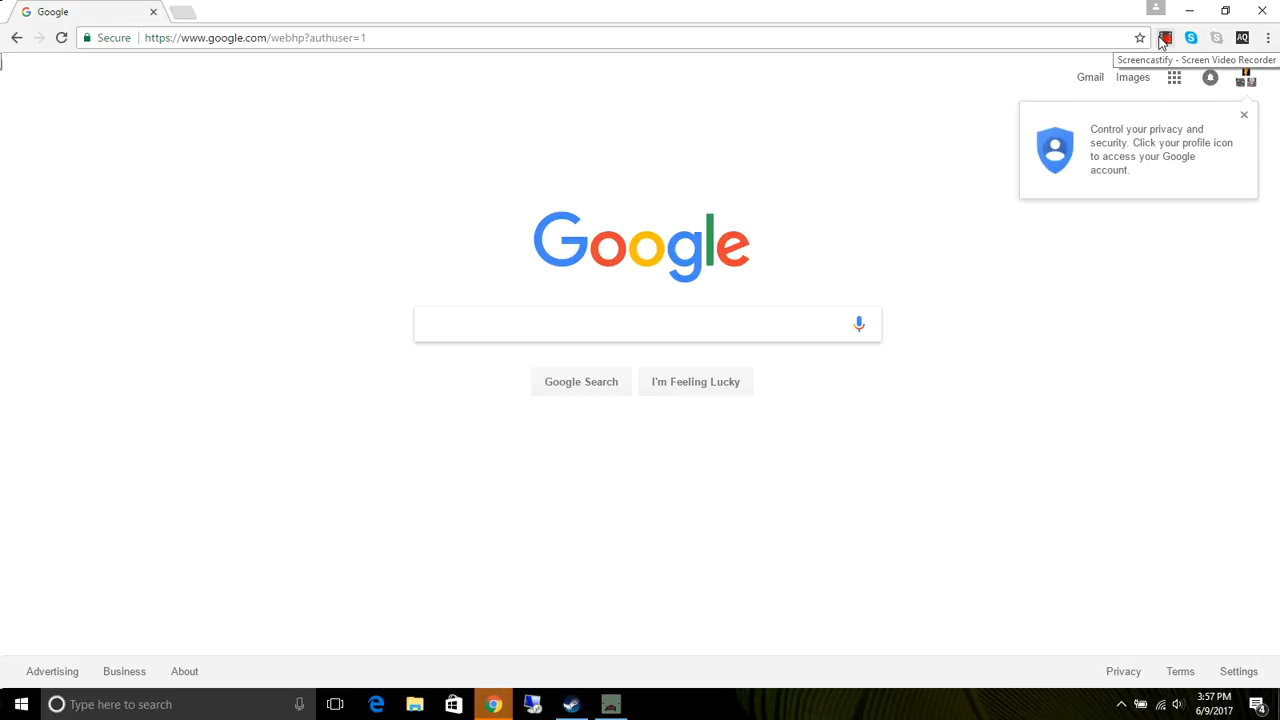 Google
Secure
https://www.google.com/webhp?authuser=1
AQ
Screencastify - Screen Video Recorder
Gmail
Images
Control your privacy and
security. Click your profile icon
to access your Google
account.
Google
Google Search
I'm Feeling Lucky
Advertising
Business
About
Privacy
Terms
Settings
Type here to search
3:57 PM
6/9/2017
4